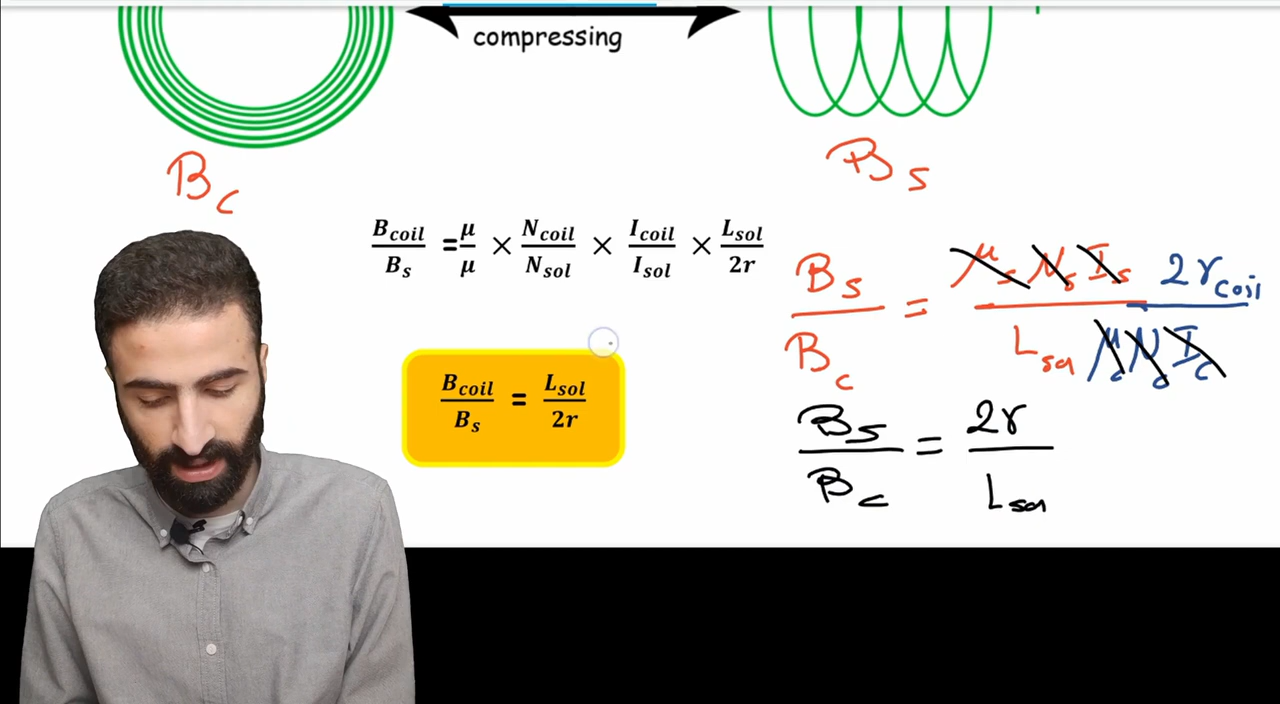 compressing
B_c
B_s
B_coil/B_s = μ/μ × N_coil/N_sol × I_coil/I_sol × L_sol/2r
B_s/B_c = μ_s N_s I_s 2r_coil / L_sol μ_c N_c I_c
B_coil/B_s = L_sol/2r
B_s/B_c = 2r/L_sol